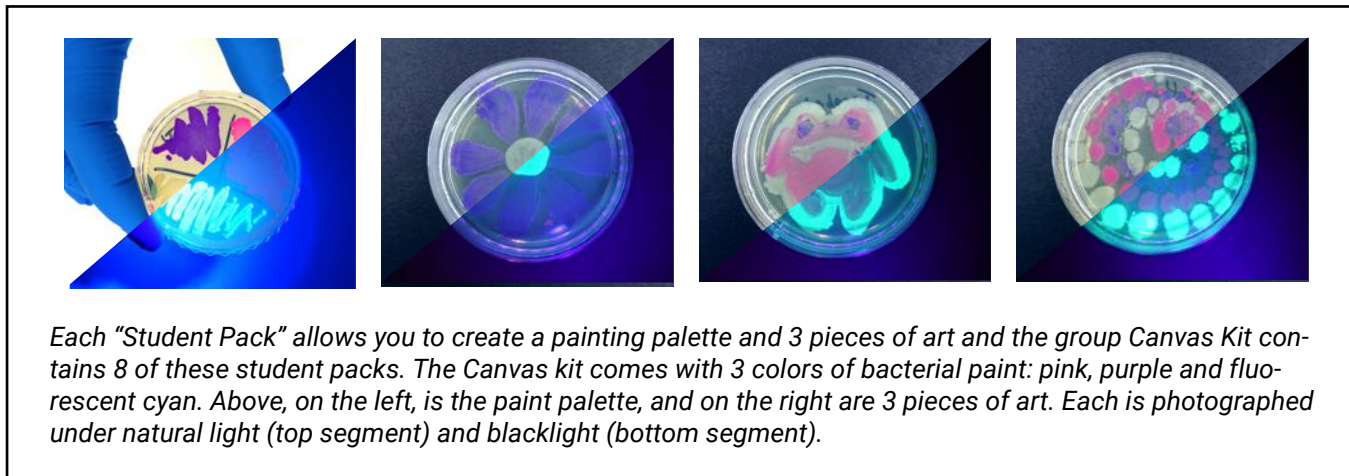 Each “Student Pack” allows you to create a painting palette and 3 pieces of art and the group Canvas Kit con-
tains 8 of these student packs. The Canvas kit comes with 3 colors of bacterial paint: pink, purple and fluo-
rescent cyan. Above, on the left, is the paint palette, and on the right are 3 pieces of art. Each is photographed
under natural light (top segment) and blacklight (bottom segment).